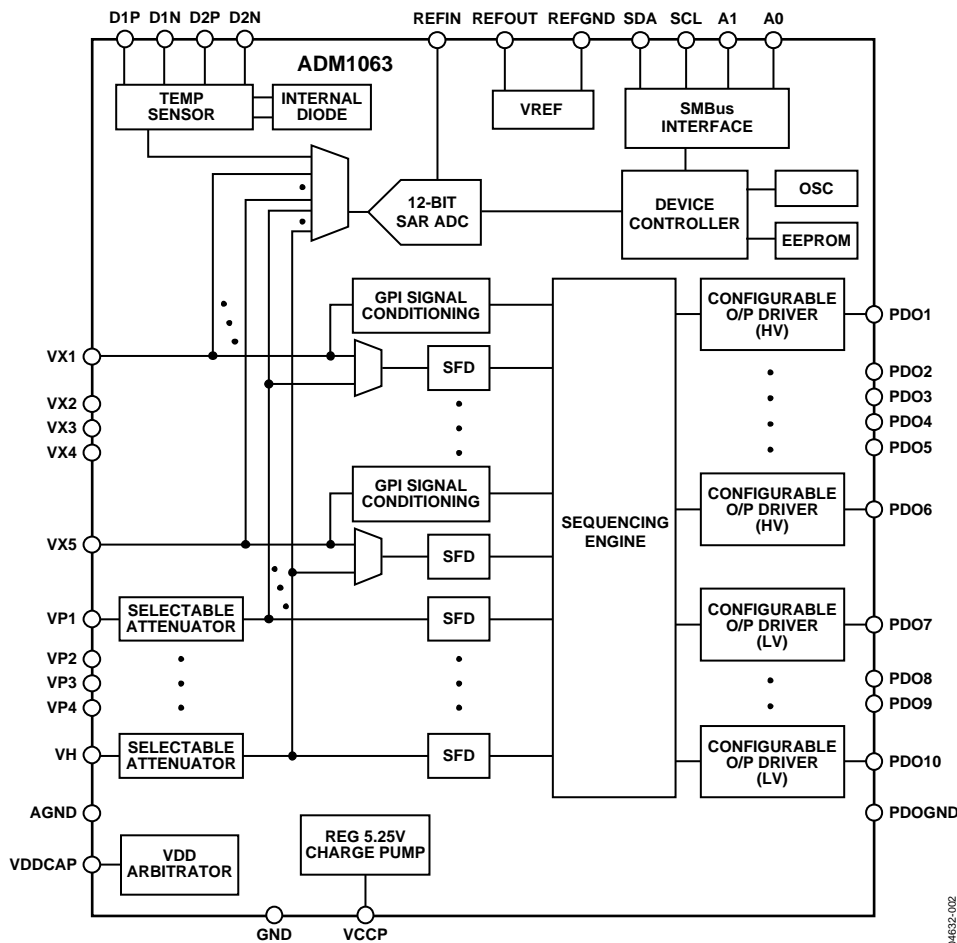 D1P D1N D2P D2N REFIN REFOUT REFGND SDA SCL A1 A0
ADM1063
TEMP
SENSOR
INTERNAL
DIODE
VREF
SMBus
INTERFACE
12-BIT
SAR ADC
DEVICE
CONTROLLER
OSC
EEPROM
GPI SIGNAL
CONDITIONING
CONFIGURABLE
O/P DRIVER
(HV)
PDO1
VX1
SFD
PDO2
PDO3
PDO4
PDO5
VX2
VX3
VX4
GPI SIGNAL
CONDITIONING
SEQUENCING
ENGINE
CONFIGURABLE
O/P DRIVER
(HV)
PDO6
VX5
SFD
VP1
SELECTABLE
ATTENUATOR
SFD
CONFIGURABLE
O/P DRIVER
(LV)
PDO7
VP2
VP3
VP4
PDO8
PDO9
VH
SELECTABLE
ATTENUATOR
SFD
CONFIGURABLE
O/P DRIVER
(LV)
PDO10
AGND
PDOGND
VDDCAP
VDD
ARBITRATOR
REG 5.25V
CHARGE PUMP
GND VCCP
04632-002